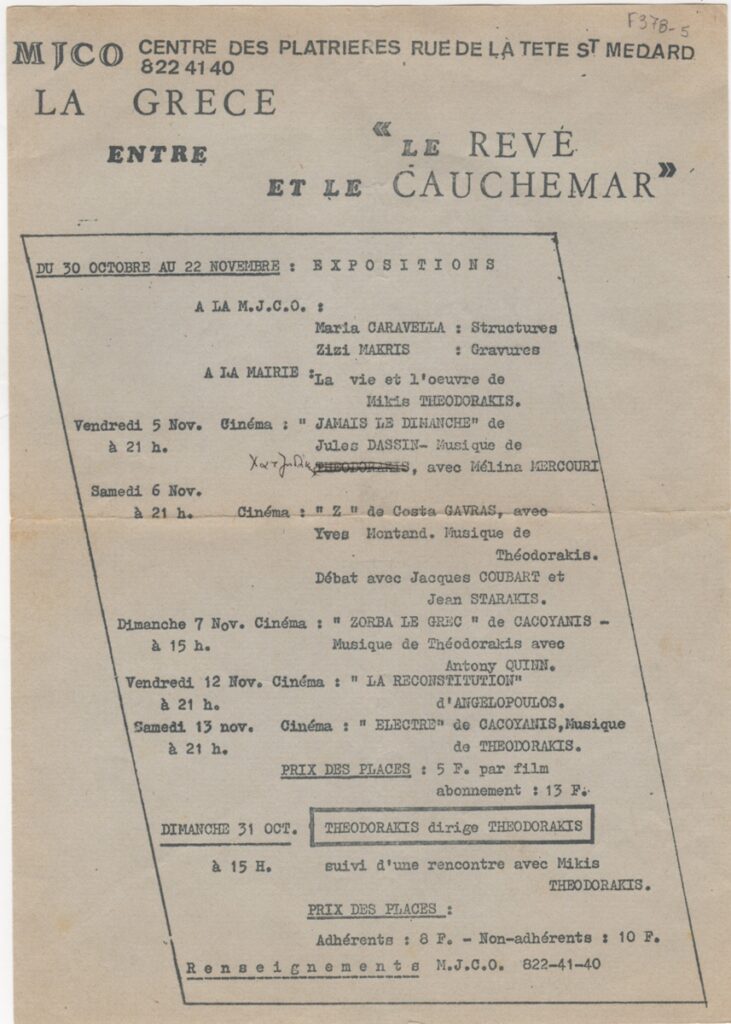 F378-5
MJCO CENTRE DES PLATRIERES RUE DE LA TETE ST MEDARD
822 41 40
LA GRECE
ENTRE
« LE REVÉ
ET LE CAUCHEMAR »
DU 30 OCTOBRE AU 22 NOVEMBRE : EXPOSITIONS
A LA M.J.C.O. :
Maria CARAVELLA : Structures
Zizi MAKRIS : Gravures
A LA MAIRIE : La vie et l'oeuvre de
Mikis THEODORAKIS.
Vendredi 5 Nov. Cinéma : " JAMAIS LE DIMANCHE" de
à 21 h. Jules DASSIN- Musique de
THEODORAKIS, avec Mélina MERCOURI
Samedi 6 Nov.
à 21 h. Cinéma : " Z " de Costa GAVRAS, avec
Yves Montand. Musique de
Théodorakis.
Débat avec Jacques COUBART et
Jean STARAKIS.
Dimanche 7 Nov. Cinéma : " ZORBA LE GREC " de CACOYANIS -
à 15 h. Musique de Théodorakis avec
Antony QUINN.
Vendredi 12 Nov. Cinéma : " LA RECONSTITUTION"
à 21 h. d'ANGELOPOULOS.
Samedi 13 nov. Cinéma : " ELECTRE" de CACOYANIS,Musique
à 21 h. de THEODORAKIS.
PRIX DES PLACES : 5 F. par film
abonnement : 13 F.
DIMANCHE 31 OCT. THEODORAKIS dirige THEODORAKIS
à 15 H. suivi d'une rencontre avec Mikis
THEODORAKIS.
PRIX DES PLACES :
Adhérents : 8 F. - Non-adhérents : 10 F.
Renseignements M.J.C.O. 822-41-40